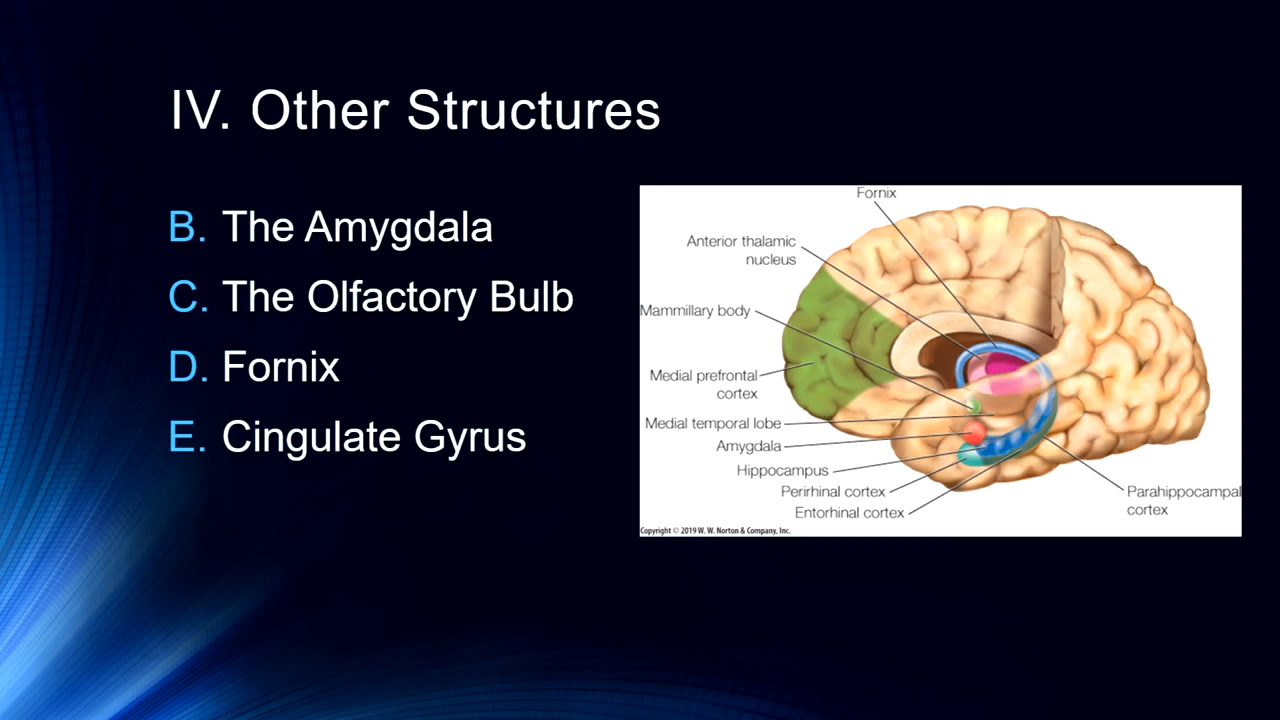 IV. Other Structures
B. The Amygdala
C. The Olfactory Bulb
D. Fornix
E. Cingulate Gyrus
Fornix
Anterior thalamic
nucleus
Mammillary body
Medial prefrontal
cortex
Medial temporal lobe
Amygdala
Hippocampus
Perirhinal cortex
Entorhinal cortex
Parahippocampal
cortex
Copyright © 2019 W. W. Norton & Company, Inc.